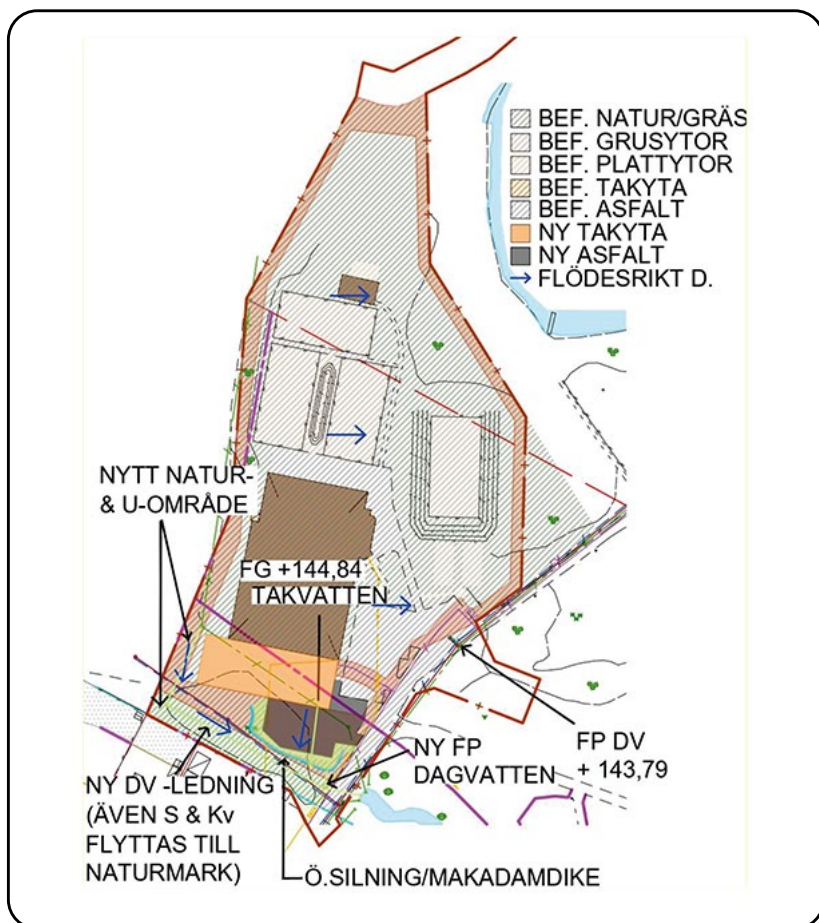 BEF. NATUR/GRÄS
BEF. GRUSYTOR
BEF. PLATTYTOR
BEF. TAKYTA
BEF. ASFALT
NY TAKYTA
NY ASFALT
FLÖDESRIKT D.
NYTT NATUR-
& U-OMRÅDE
FG +144,84
TAKVATTEN
NY FP
DAGVATTEN
FP DV
+ 143,79
NY DV -LEDNING
(ÄVEN S & Kv
FLYTTAS TILL
NATURMARK)
Ö.SILNING/MAKADAMDIKE